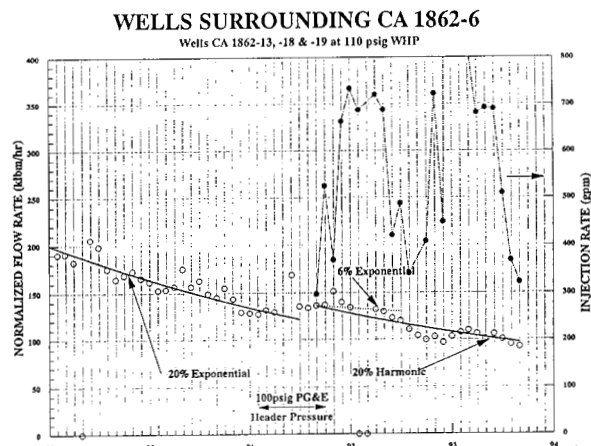 WELLS SURROUNDING CA 1862-6
Wells CA 1862-13, -18 & -19 at 110 psig WHP
NORMALIZED FLOW RATE (klbm/hr)
400
350
300
250
200
150
100
50
0
800
700
600
500
400
300
200
100
0
INJECTION RATE (gpm)
6% Exponential
20% Exponential
20% Harmonic
100psig PG&E
Header Pressure
93
94